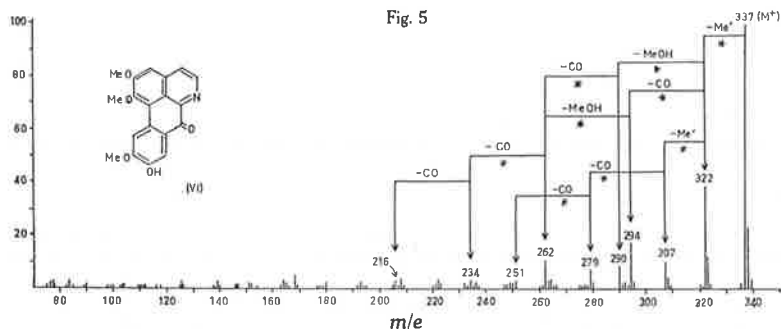 Fig. 5
337 (M⁺)
−Me•
*
−MeOH
*
−CO
*
−CO
*
−MeOH
*
−Me•
*
−CO
*
−CO
*
−CO
−CO
*
100
80
60
40
20
MeO
MeO
N
O
MeO
OH
(VI)
322
294
307
290
279
262
251
234
216
80
100
120
140
160
180
200
220
240
260
280
300
320
340
m/e